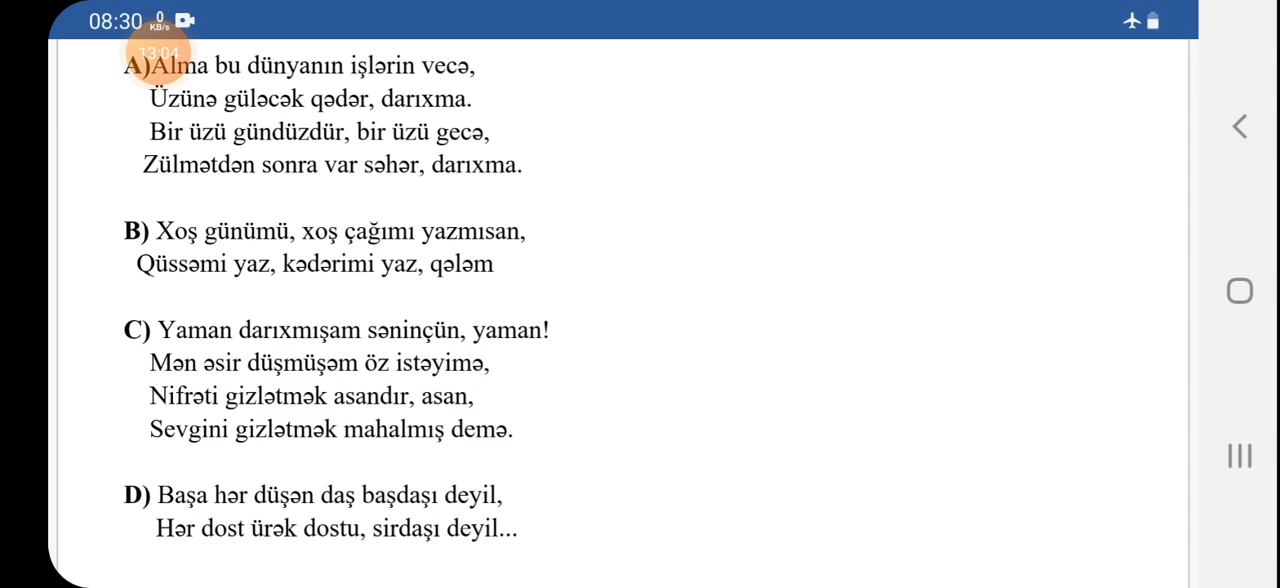 08:30 0 KB/s
13:04
A)Alma bu dünyanın işlərin vecə,
Üzünə güləcək qədər, darıxma.
Bir üzü gündüzdür, bir üzü gecə,
Zülmətdən sonra var səhər, darıxma.
B) Xoş günümü, xoş çağımı yazmısan,
Qüssəmi yaz, kədərimi yaz, qələm
C) Yaman darıxmışam səninçün, yaman!
Mən əsir düşmüşəm öz istəyimə,
Nifrəti gizlətmək asandır, asan,
Sevgini gizlətmək mahalmış demə.
D) Başa hər düşən daş başdaşı deyil,
Hər dost ürək dostu, sirdaşı deyil...